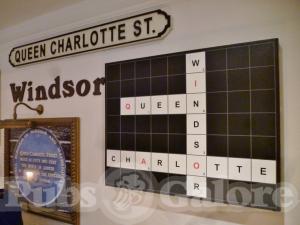 QUEEN CHARLOTTE ST.
Windsor
WINDSOR
QUEEN
CHARLOTTE
Pubs Galore